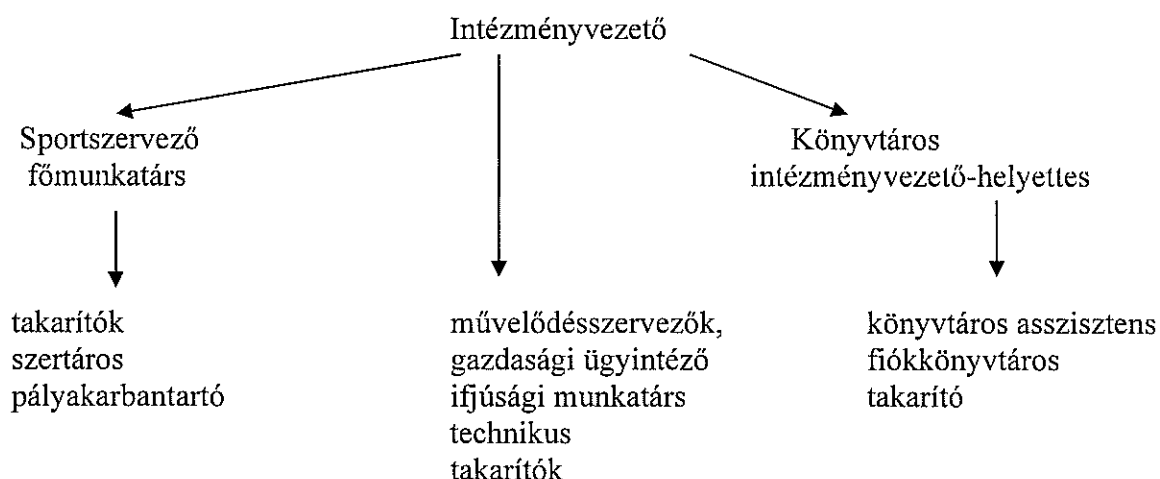 Intézményvezető
Sportszervező
főmunkatárs
Könyvtáros
intézményvezető-helyettes
takarítók
szertáros
pályakarbantartó
művelődésszervezők,
gazdasági ügyintéző
ifjúsági munkatárs
technikus
takarítók
könyvtáros asszisztens
fiókkönyvtáros
takarító